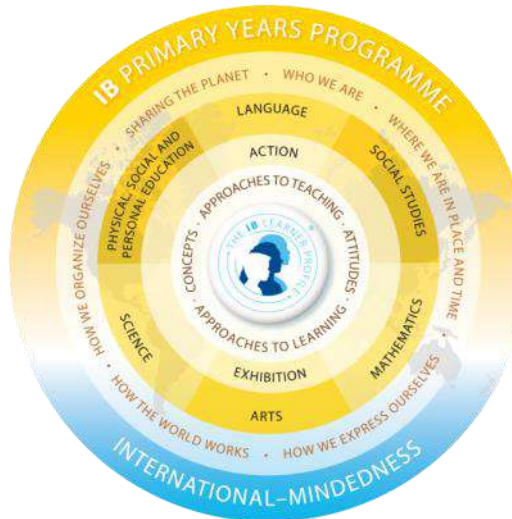 IB PRIMARY YEARS PROGRAMME
SHARING THE PLANET • WHO WE ARE • WHERE WE ARE IN PLACE AND TIME • HOW WE EXPRESS OURSELVES • HOW THE WORLD WORKS • HOW WE ORGANIZE OURSELVES •
LANGUAGE
SOCIAL STUDIES
MATHEMATICS
ARTS
SCIENCE
PHYSICAL, SOCIAL AND
PERSONAL EDUCATION
ACTION
EXHIBITION
APPROACHES TO TEACHING · ATTITUDES · APPROACHES TO LEARNING · CONCEPTS ·
THE IB LEARNER PROFILE
INTERNATIONAL–MINDEDNESS